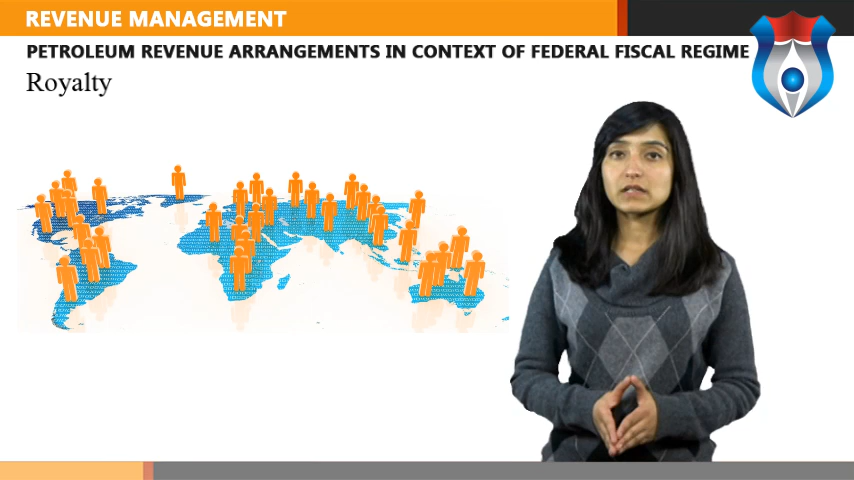 REVENUE MANAGEMENT
PETROLEUM REVENUE ARRANGEMENTS IN CONTEXT OF FEDERAL FISCAL REGIME
Royalty